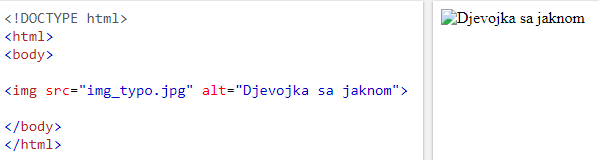 <!DOCTYPE html>
<html>
<body>
<img src="img_typo.jpg" alt="Djevojka sa jaknom">
</body>
</html>
Djevojka sa jaknom